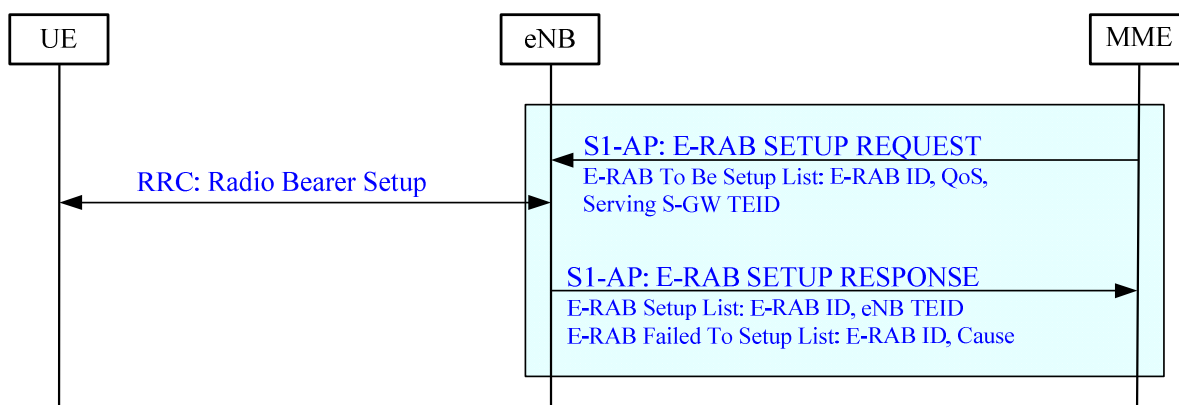 UE
eNB
MME
S1-AP: E-RAB SETUP REQUEST
E-RAB To Be Setup List: E-RAB ID, QoS,
Serving S-GW TEID
RRC: Radio Bearer Setup
S1-AP: E-RAB SETUP RESPONSE
E-RAB Setup List: E-RAB ID, eNB TEID
E-RAB Failed To Setup List: E-RAB ID, Cause